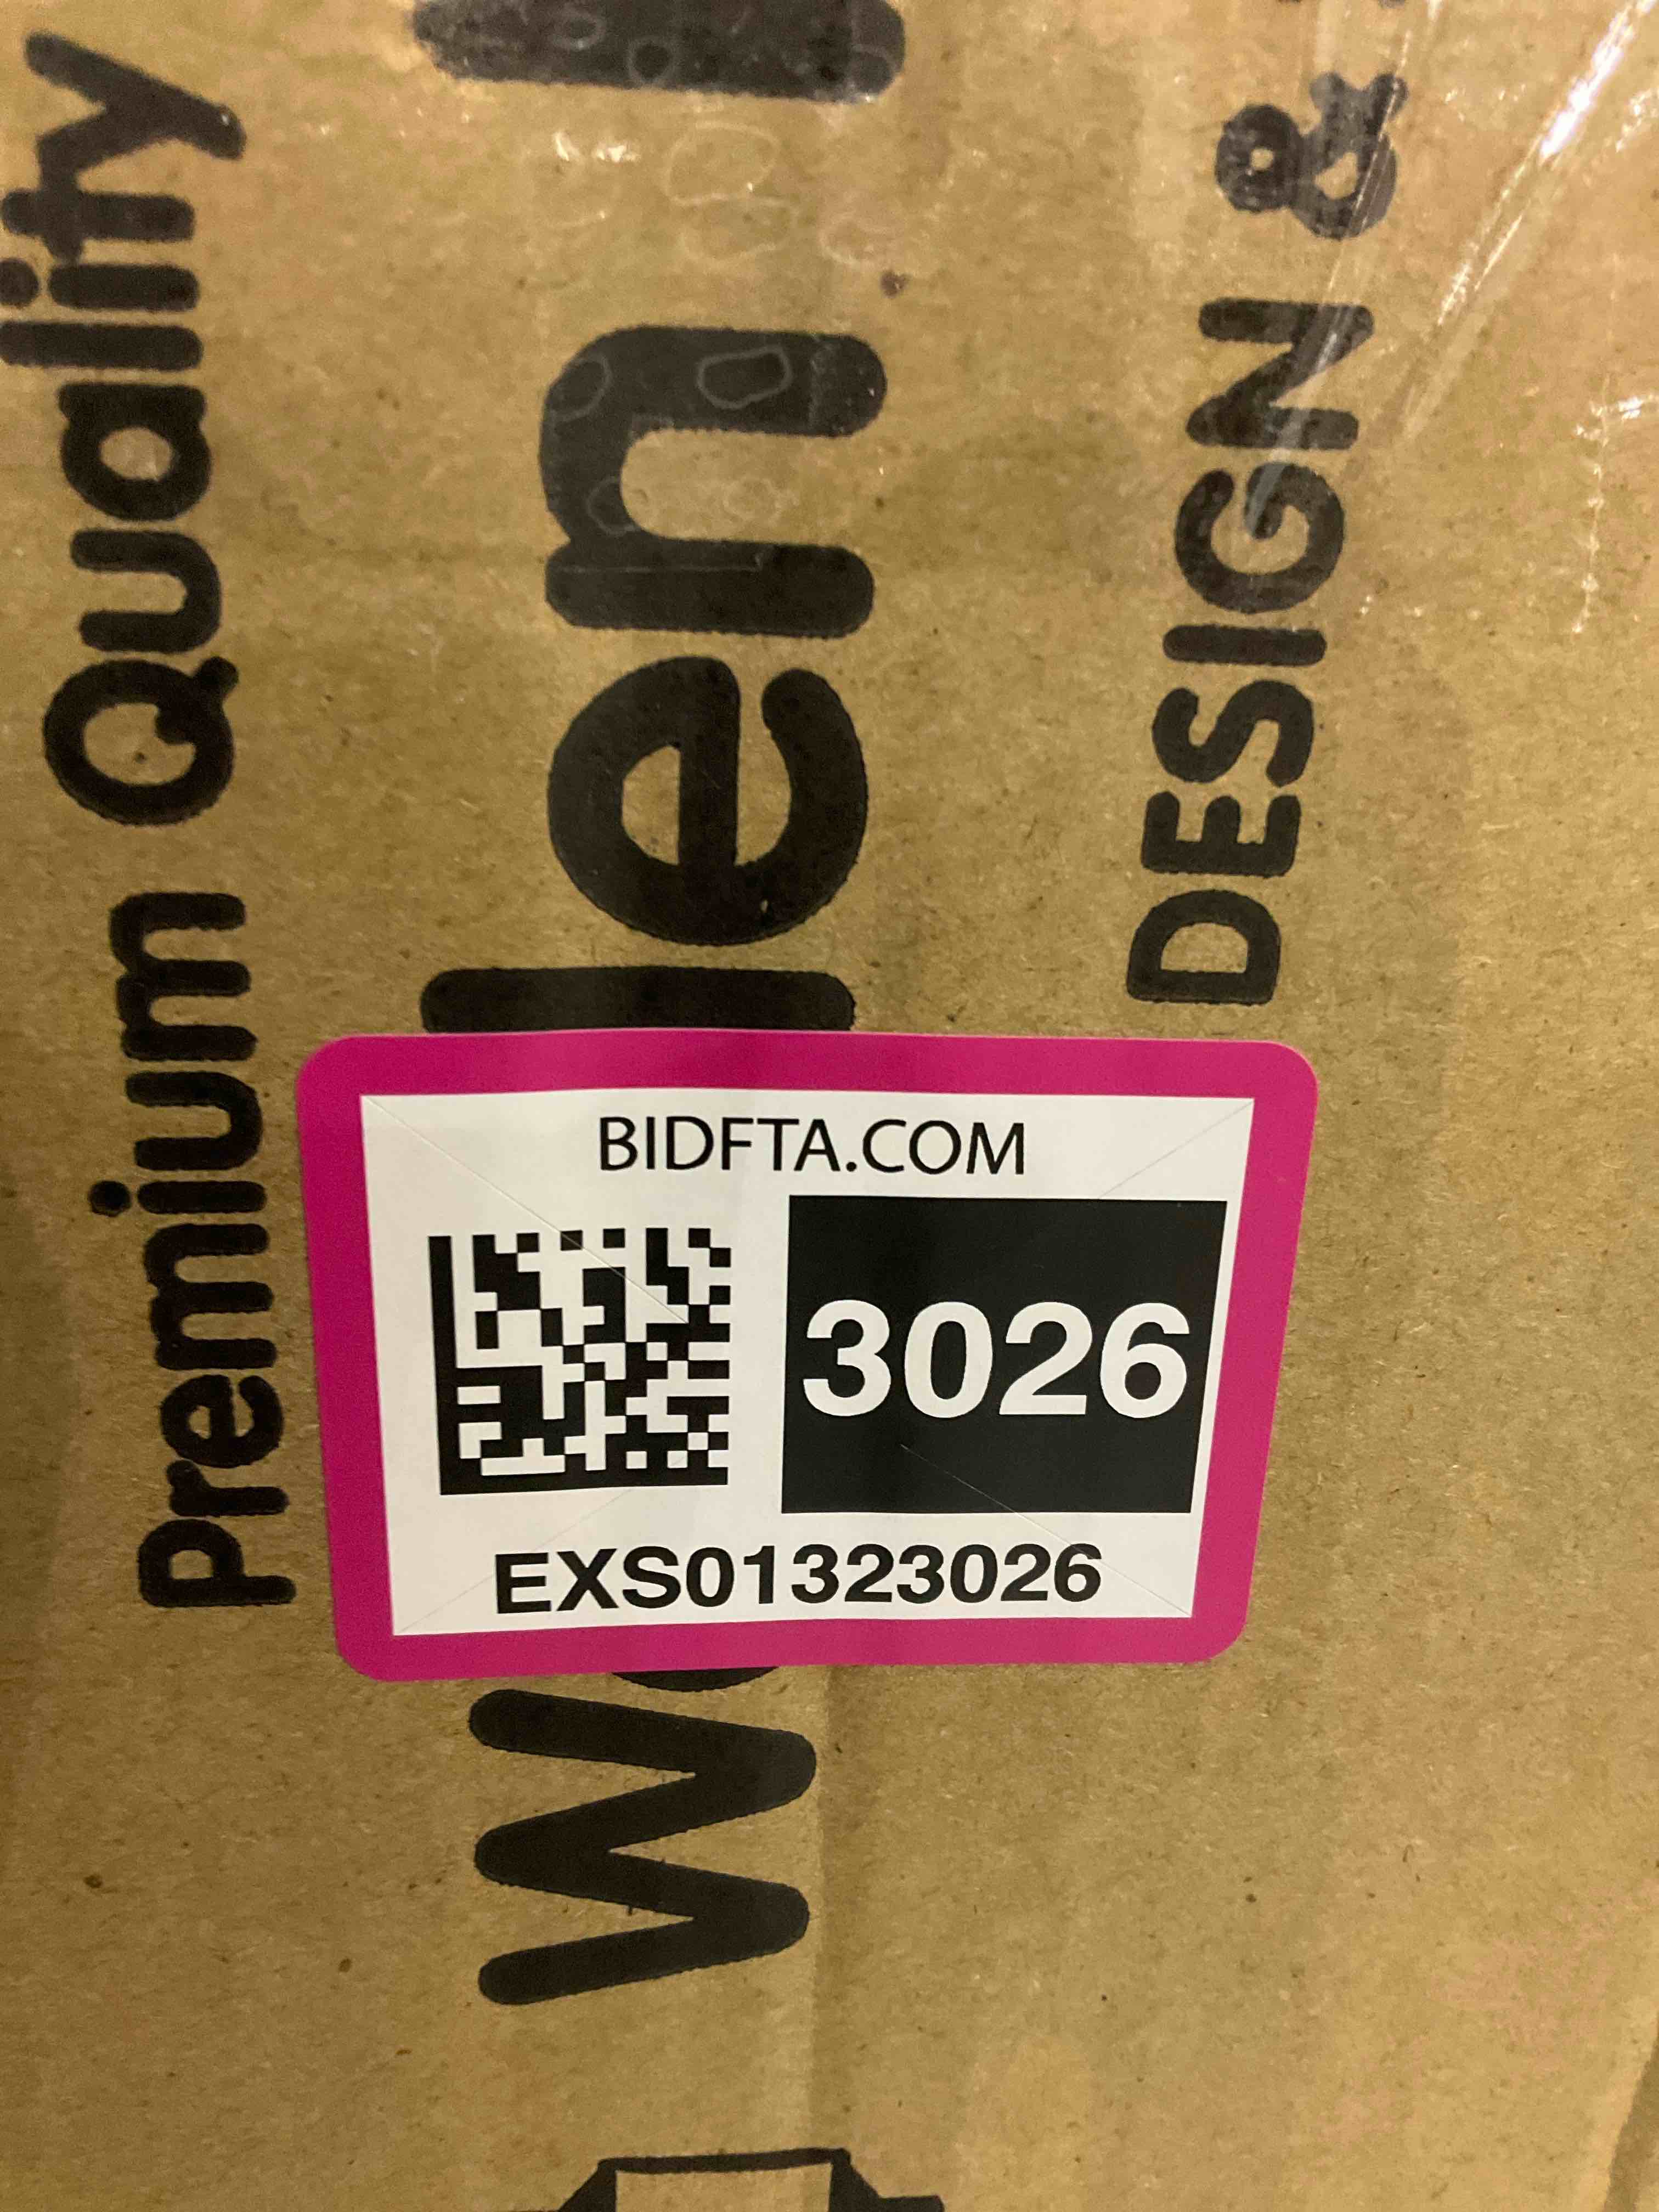 Premium Quality
DESIGN &
BIDFTA.COM
3026
EXS01323026